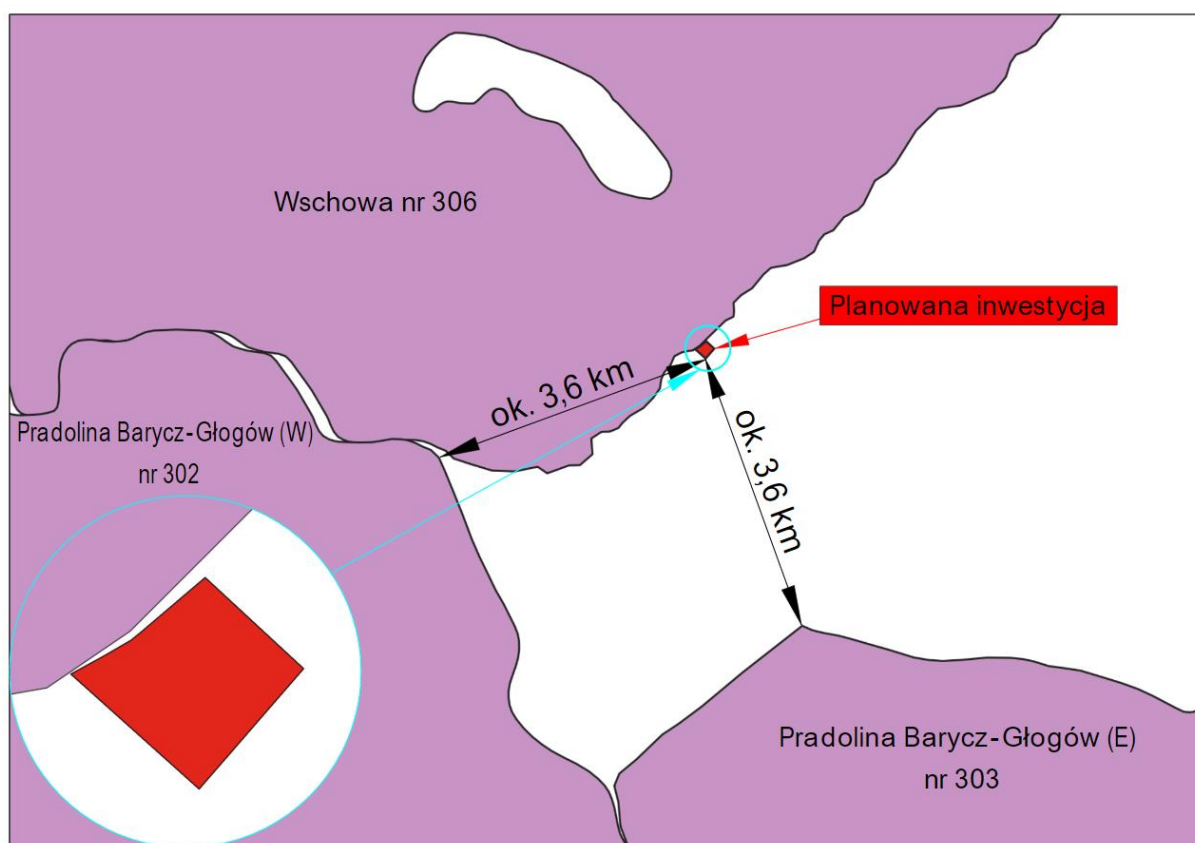 Wschowa nr 306
Planowana inwestycja
ok. 3,6 km
ok. 3,6 km
Pradolina Barycz-Głogów (W)
nr 302
Pradolina Barycz-Głogów (E)
nr 303